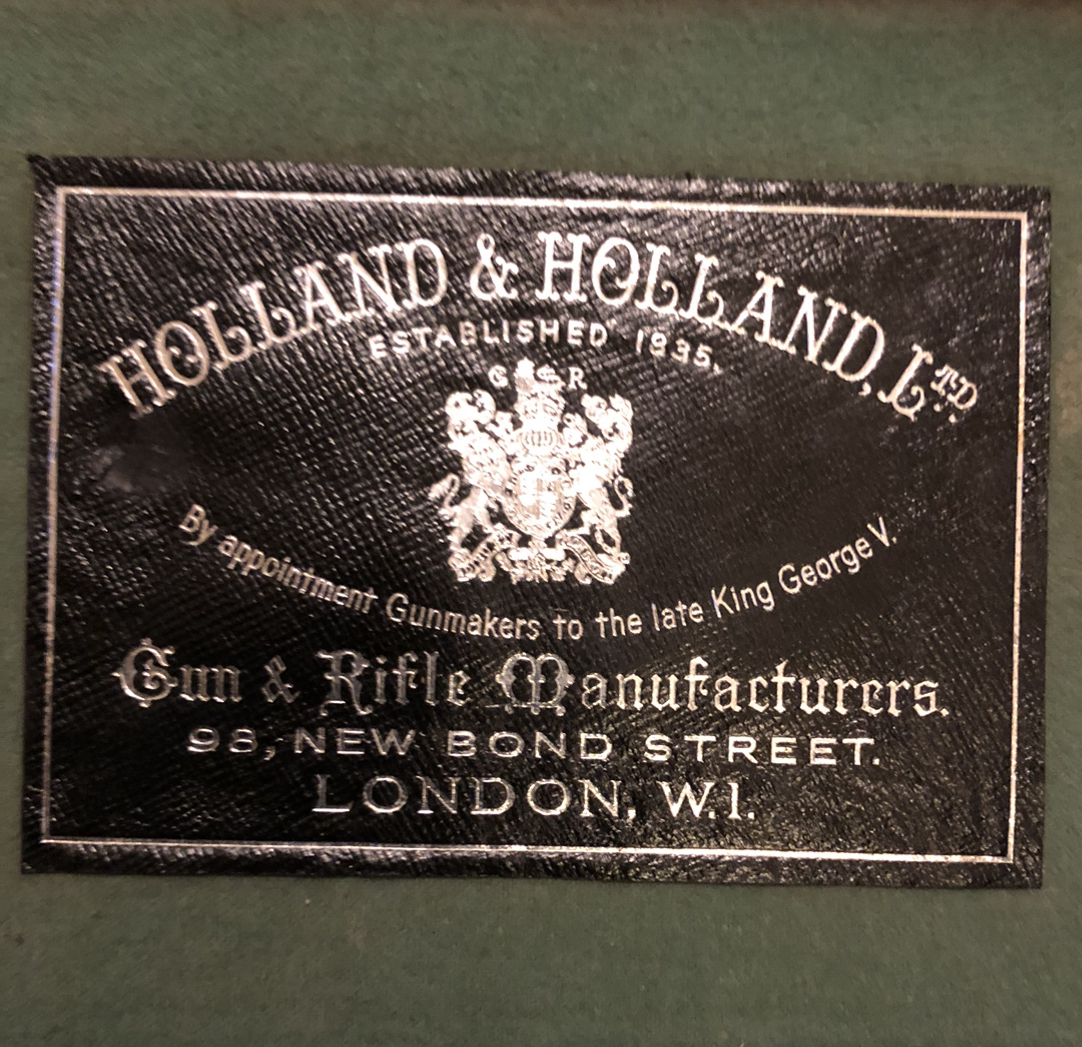 HOLLAND & HOLLAND, LTD
ESTABLISHED 1835.
G R
By appointment Gunmakers to the late King George V.
Gun & Rifle Manufacturers.
98, NEW BOND STREET.
LONDON, W.1.